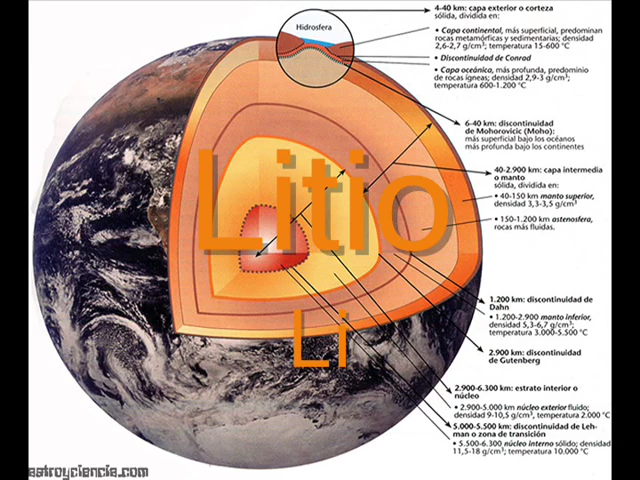 4-40 km: capa exterior o corteza
sólida, dividida en:
• Capa continental, más superficial, predominan
rocas metamórficas y sedimentarias; densidad
2,6-2,7 g/cm³; temperatura 15-600 °C
• Discontinuidad de Conrad
• Capa oceánica, más profunda, predominio
de rocas ígneas; densidad 2,9-3 g/cm³;
temperatura 600-1.200 °C
Hidrosfera
6-40 km: discontinuidad
de Mohorovicic (Moho):
más superficial bajo los océanos
más profunda bajo los continentes
40-2.900 km: capa intermedia
o manto
sólida, dividida en:
• 40-150 km manto superior,
densidad 3,3-3,5 g/cm³
• 150-1.200 km astenosfera,
rocas más fluidas.
Litio
Li
1.200 km: discontinuidad de
Dahn
• 1.200-2.900 manto inferior,
densidad 5,3-6,7 g/cm³;
temperatura 3.000-5.500 °C
2.900 km: discontinuidad
de Gutenberg
2.900-6.300 km: estrato interior o
núcleo
• 2.900-5.000 km núcleo externo fluido;
densidad 9-10,5 g/cm³, temperatura 2.000 °C
5.000-5.500 km: discontinuidad de Leh-
man o zona de transición
• 5.500-6.300 núcleo interno sólido; densidad
11,5-18 g/cm³; temperatura 10.000 °C
astroyciencia.com